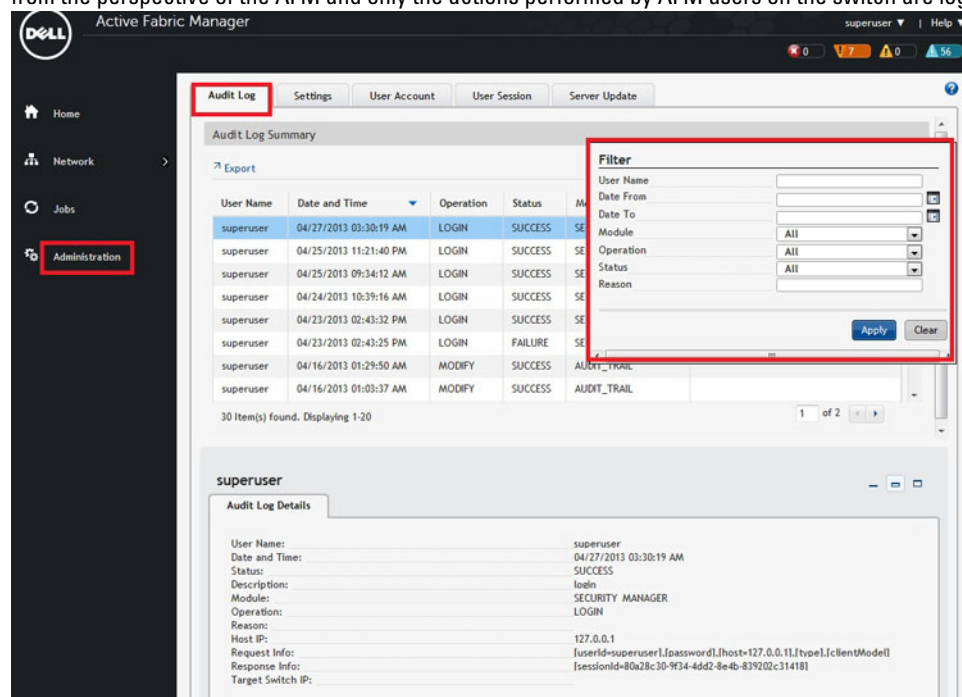 from the perspective of the AFM and only the actions performed by AFM users on the switch are log
DELL
Active Fabric Manager
superuser ▼ | Help ▼
0 7 0 56
Audit Log Settings User Account User Session Server Update
Home
Network
Jobs
Administration
Audit Log Summary
Export
Filter
User Name
Date From
Date To
Module All
Operation All
Status All
Reason
Apply Clear
User Name Date and Time Operation Status
superuser 04/27/2013 03:30:19 AM LOGIN SUCCESS SE
superuser 04/25/2013 11:21:40 PM LOGIN SUCCESS SE
superuser 04/25/2013 09:34:12 AM LOGIN SUCCESS SE
superuser 04/24/2013 10:39:16 AM LOGIN SUCCESS SE
superuser 04/23/2013 02:43:32 PM LOGIN SUCCESS SE
superuser 04/23/2013 02:43:25 PM LOGIN FAILURE SE
superuser 04/16/2013 01:29:50 AM MODIFY SUCCESS AUDIT_TRAIL
superuser 04/16/2013 01:03:37 AM MODIFY SUCCESS AUDIT_TRAIL
30 Item(s) found. Displaying 1-20
1 of 2
superuser
Audit Log Details
User Name: superuser
Date and Time: 04/27/2013 03:30:19 AM
Status: SUCCESS
Description: login
Module: SECURITY MANAGER
Operation: LOGIN
Reason:
Host IP: 127.0.0.1
Request Info: [userId=superuser],[password],[host=127.0.0.1],[type],[clientModel]
Response Info: [sessionId=80a28c30-9f34-4dd2-8e4b-839202c31418]
Target Switch IP: